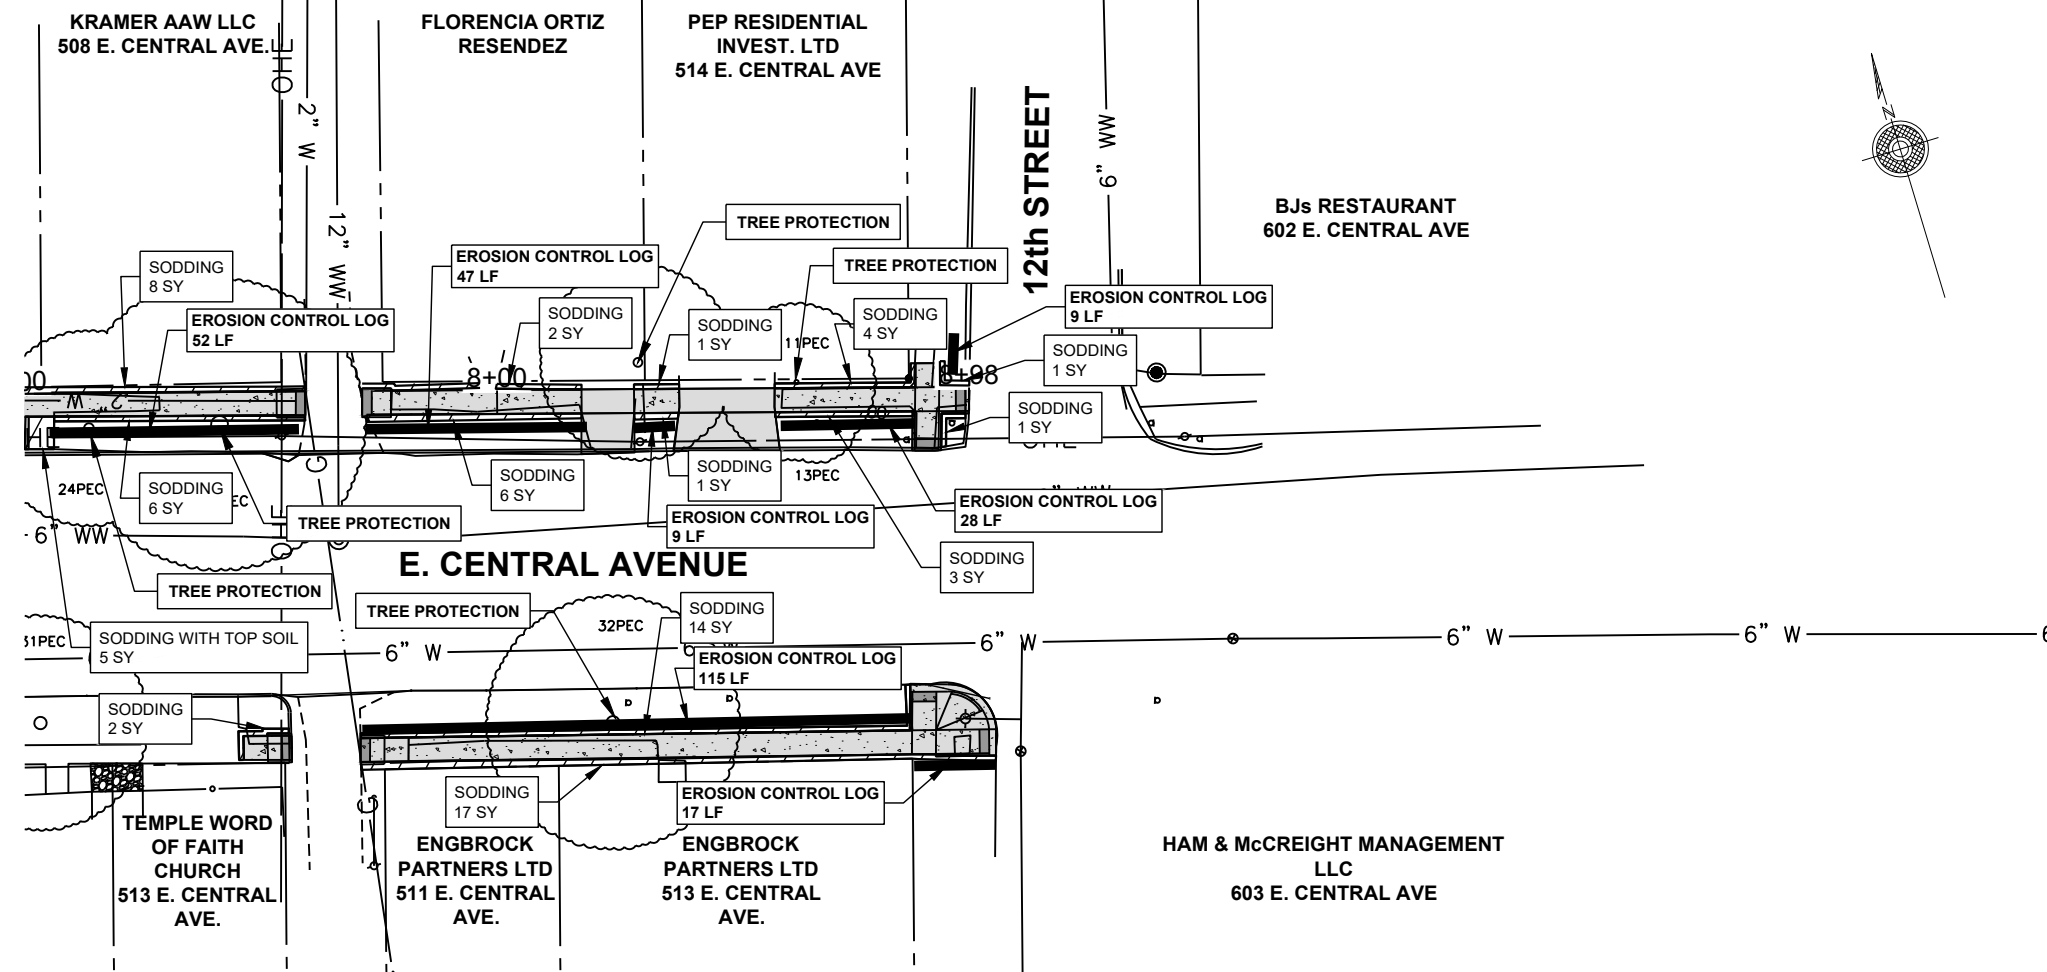 KRAMER AAW LLC
508 E. CENTRAL AVE.
FLORENCIA ORTIZ
RESENDEZ
PEP RESIDENTIAL
INVEST. LTD
514 E. CENTRAL AVE
OHE
2" W
12" WW
12th STREET
6" WW
N
BJs RESTAURANT
602 E. CENTRAL AVE
TREE PROTECTION
TREE PROTECTION
SODDING
8 SY
EROSION CONTROL LOG
47 LF
EROSION CONTROL LOG
52 LF
SODDING
2 SY
SODDING
1 SY
SODDING
4 SY
EROSION CONTROL LOG
9 LF
SODDING
1 SY
11PEC
00
8+00
8+98
2" W
SODDING
1 SY
OHE
24PEC
SODDING
6 SY
SODDING
6 SY
SODDING
1 SY
13PEC
EROSION CONTROL LOG
28 LF
TREE PROTECTION
EROSION CONTROL LOG
9 LF
6" WW
E. CENTRAL AVENUE
SODDING
3 SY
TREE PROTECTION
TREE PROTECTION
32PEC
SODDING
14 SY
31PEC
SODDING WITH TOP SOIL
5 SY
6" W
6" W
6" W
6" W
EROSION CONTROL LOG
115 LF
SODDING
2 SY
G
SODDING
17 SY
EROSION CONTROL LOG
17 LF
G
TEMPLE WORD
OF FAITH
CHURCH
513 E. CENTRAL
AVE.
ENGBROCK
PARTNERS LTD
511 E. CENTRAL
AVE.
ENGBROCK
PARTNERS LTD
513 E. CENTRAL
AVE.
HAM & McCREIGHT MANAGEMENT
LLC
603 E. CENTRAL AVE